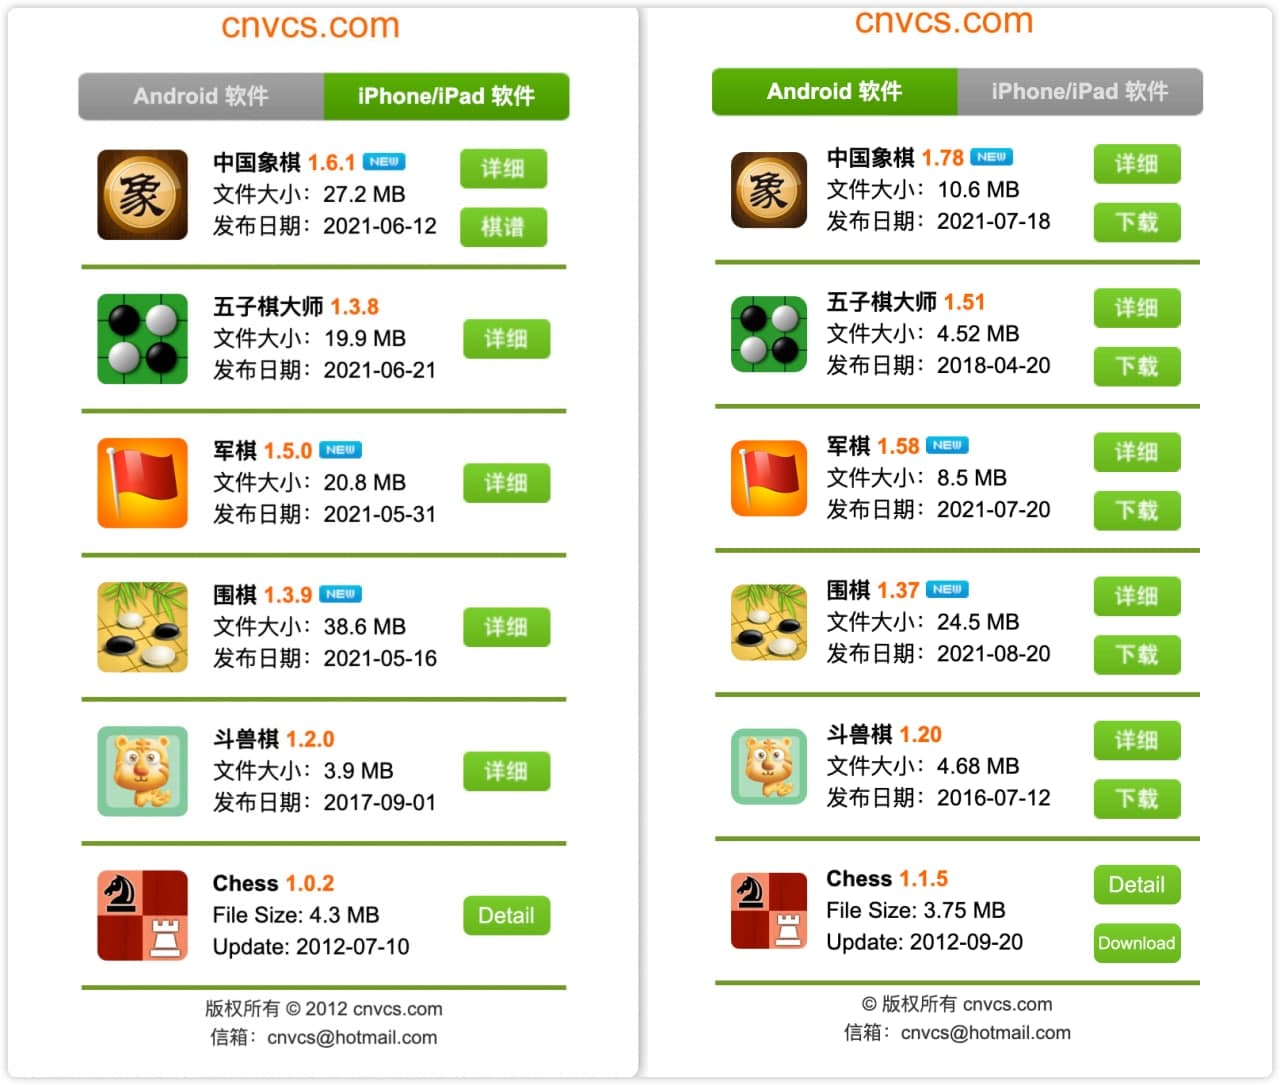 cnvcs.com
Android 软件
iPhone/iPad 软件
中国象棋 1.6.1 NEW
文件大小：27.2 MB
发布日期：2021-06-12
详细
棋谱
五子棋大师 1.3.8
文件大小：19.9 MB
发布日期：2021-06-21
详细
军棋 1.5.0 NEW
文件大小：20.8 MB
发布日期：2021-05-31
详细
围棋 1.3.9 NEW
文件大小：38.6 MB
发布日期：2021-05-16
详细
斗兽棋 1.2.0
文件大小：3.9 MB
发布日期：2017-09-01
详细
Chess 1.0.2
File Size: 4.3 MB
Update: 2012-07-10
Detail
版权所有 © 2012 cnvcs.com
信箱：cnvcs@hotmail.com
cnvcs.com
Android 软件
iPhone/iPad 软件
中国象棋 1.78 NEW
文件大小：10.6 MB
发布日期：2021-07-18
详细
下载
五子棋大师 1.51
文件大小：4.52 MB
发布日期：2018-04-20
详细
下载
军棋 1.58 NEW
文件大小：8.5 MB
发布日期：2021-07-20
详细
下载
围棋 1.37 NEW
文件大小：24.5 MB
发布日期：2021-08-20
详细
下载
斗兽棋 1.20
文件大小：4.68 MB
发布日期：2016-07-12
详细
下载
Chess 1.1.5
File Size: 3.75 MB
Update: 2012-09-20
Detail
Download
© 版权所有 cnvcs.com
信箱：cnvcs@hotmail.com
象
象